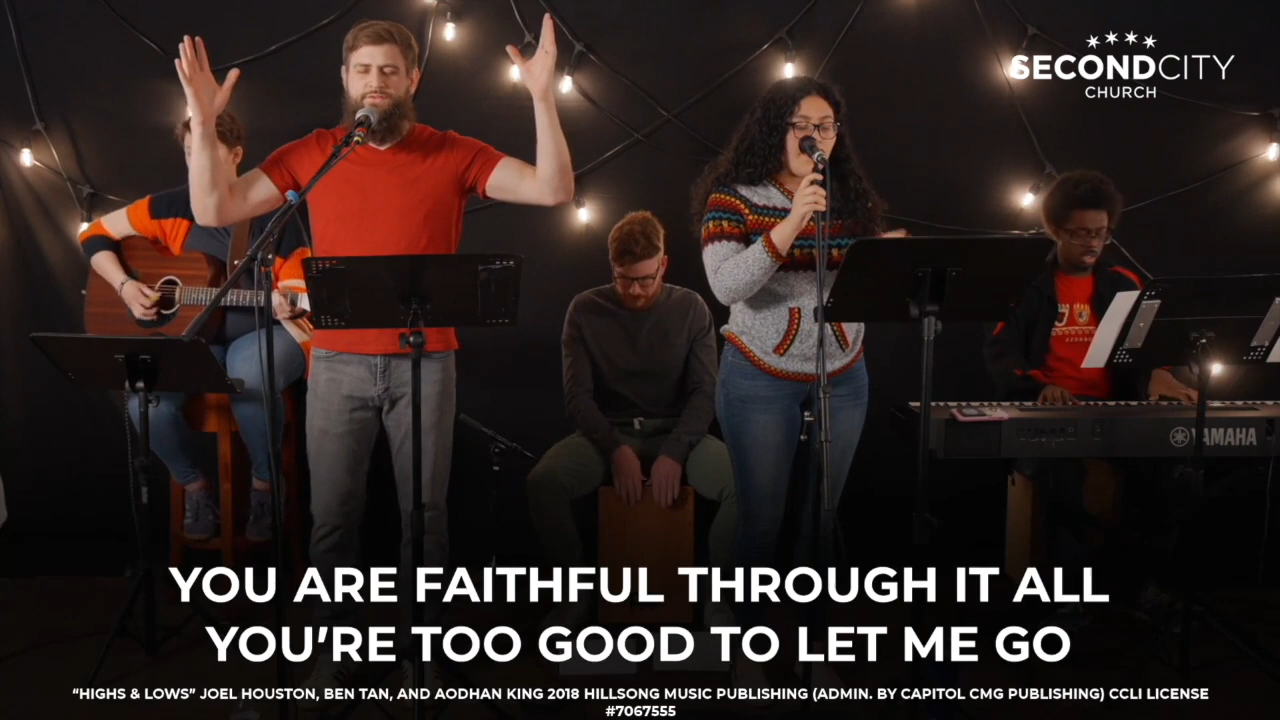 SECONDCITY
CHURCH
YAMAHA
YOU ARE FAITHFUL THROUGH IT ALL
YOU'RE TOO GOOD TO LET ME GO
“HIGHS & LOWS” JOEL HOUSTON, BEN TAN, AND AODHAN KING 2018 HILLSONG MUSIC PUBLISHING (ADMIN. BY CAPITOL CMG PUBLISHING) CCLI LICENSE
#7067555